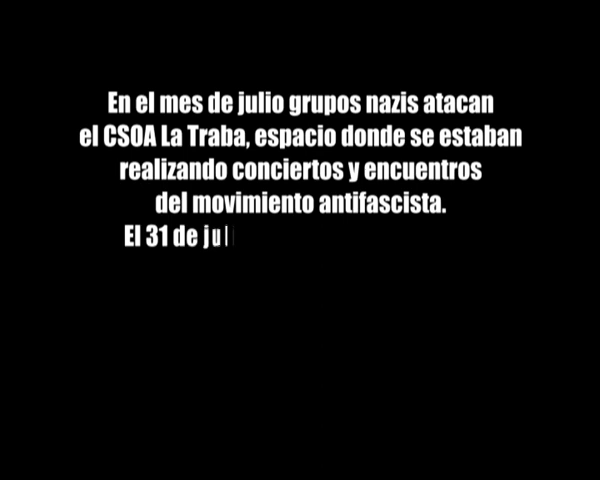 En el mes de julio grupos nazis atacan
el CSOA La Traba, espacio donde se estaban
realizando conciertos y encuentros
del movimiento antifascista.
El 31 de jul